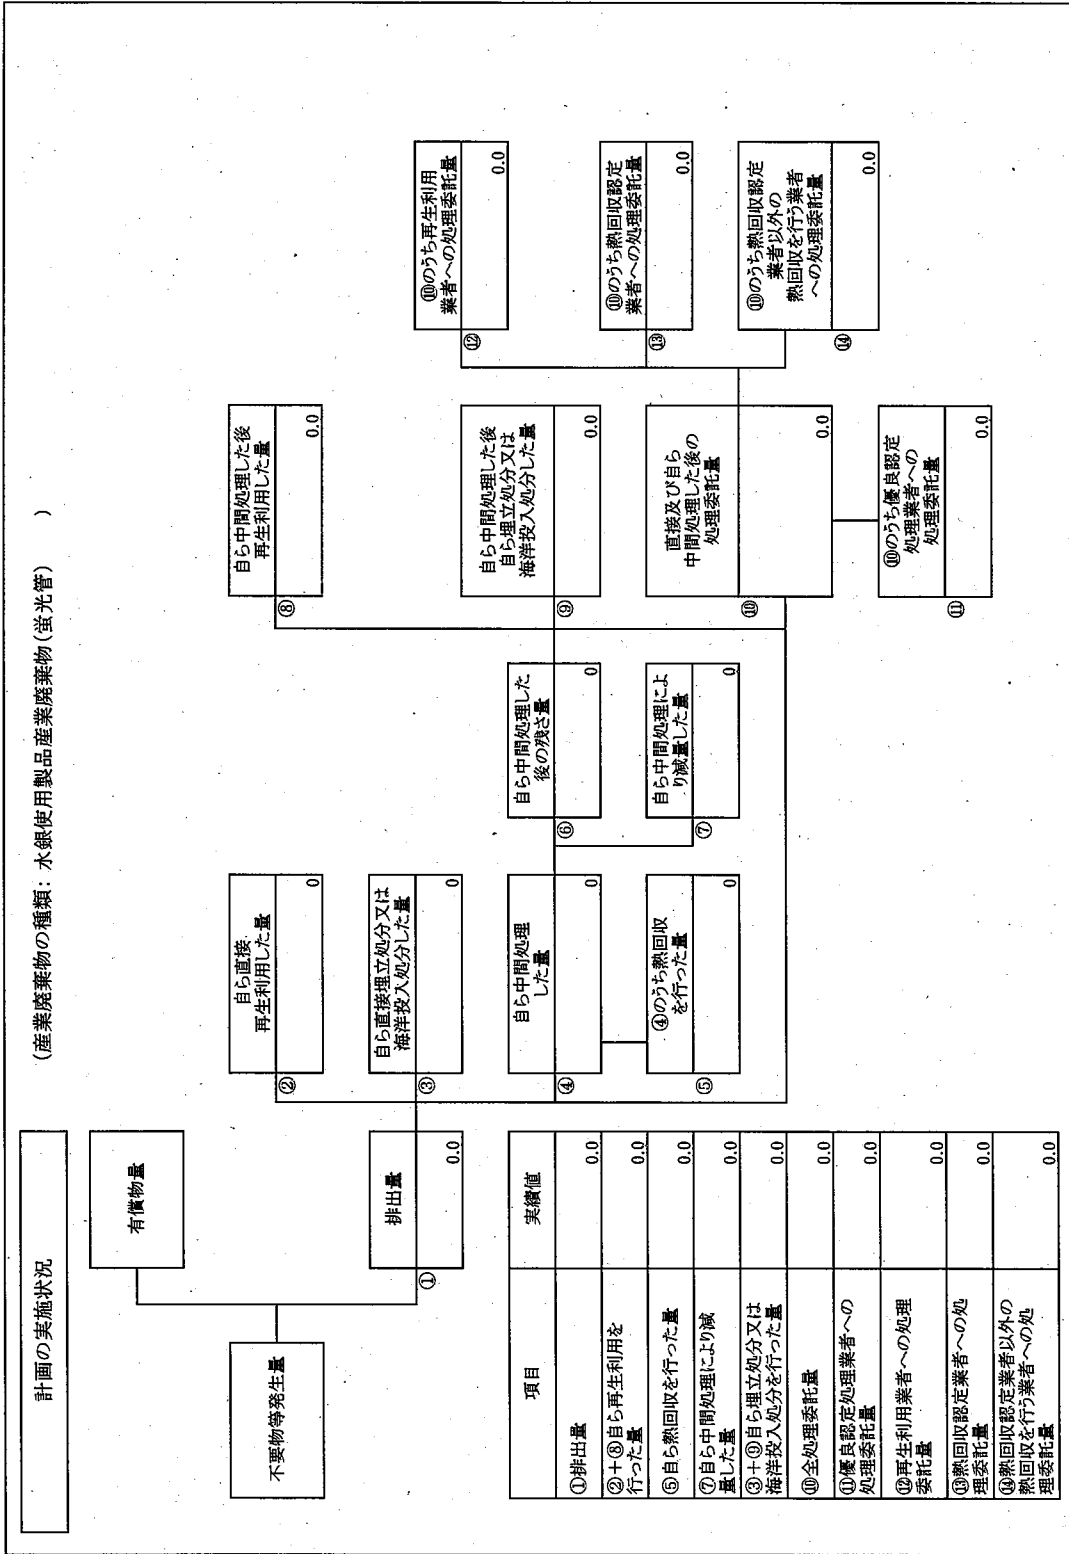 計画の実施状況
(産業廃棄物の種類：水銀使用製品産業廃棄物(蛍光管)　　)
有償物量
不要物等発生量
①
排出量
0.0
②
自ら直接
再生利用した量
0
③
自ら直接埋立処分又は
海洋投入処分した量
0
④
自ら中間処理
した量
0
⑤
④のうち熱回収
を行った量
0
⑥
自ら中間処理した
後の残さ量
0
⑦
自ら中間処理によ
り減量した量
0
⑧
自ら中間処理した後
再生利用した量
0.0
⑨
自ら中間処理した後
自ら埋立処分又は
海洋投入処分した量
0.0
⑩
直接及び自ら
中間処理した後の
処理委託量
0.0
⑪
⑩のうち優良認定
処理業者への
処理委託量
0.0
⑫
⑩のうち再生利用
業者への処理委託量
0.0
⑬
⑩のうち熱回収認定
業者への処理委託量
0.0
⑭
⑩のうち熱回収認定
業者以外の
熱回収を行う業者
への処理委託量
0.0
項目 実績値
①排出量 0.0
②＋⑧自ら再生利用を
行った量 0.0
⑤自ら熱回収を行った量 0.0
⑦自ら中間処理により減
量した量 0.0
③＋⑨自ら埋立処分又は
海洋投入処分を行った量 0.0
⑩全処理委託量 0.0
⑪優良認定処理業者への
処理委託量 0.0
⑫再生利用業者への処理
委託量 0.0
⑬熱回収認定業者への処
理委託量 0.0
⑭熱回収認定業者以外の
熱回収を行う業者への処
理委託量 0.0